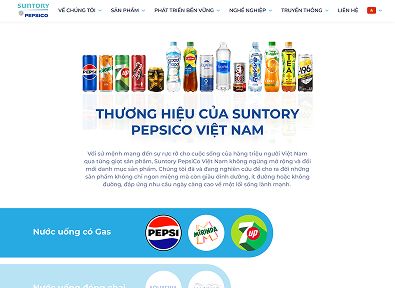 SUNTORY
PEPSICO
VỀ CHÚNG TÔI
SẢN PHẨM
PHÁT TRIỂN BỀN VỮNG
NGHỀ NGHIỆP
TRUYỀN THÔNG
LIÊN HỆ
THƯƠNG HIỆU CỦA SUNTORY
PEPSICO VIỆT NAM
Với sứ mệnh mang đến sự rực rỡ cho cuộc sống của hàng triệu người Việt Nam
qua từng giọt sản phẩm, Suntory PepsiCo Việt Nam không ngừng mở rộng và đổi
mới danh mục sản phẩm. Chúng tôi đã và đang nghiên cứu để cho ra đời những
sản phẩm không chỉ ngon miệng mà còn giàu dinh dưỡng, ít đường hoặc không
đường, đáp ứng nhu cầu ngày càng cao về một lối sống lành mạnh.
Nước uống có Gas
PEPSI
MIRINDA
7up
Nước uống đóng chai
AQUAFINA